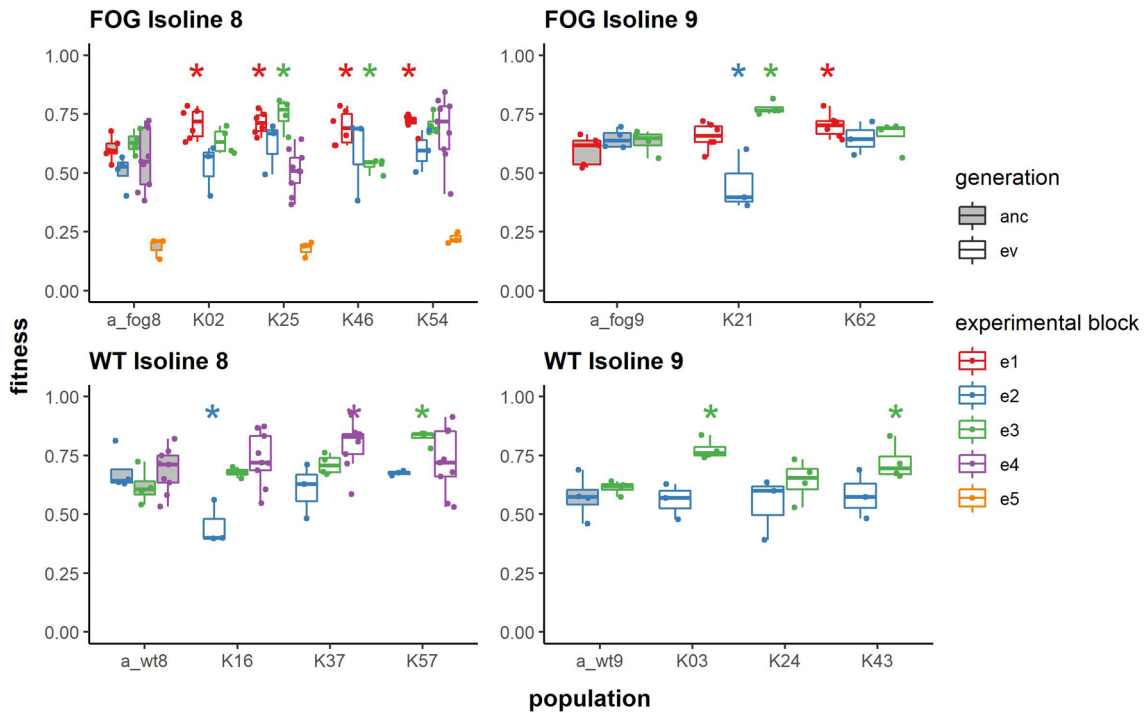 FOG Isoline 8
FOG Isoline 9
1.00
0.75
0.50
0.25
0.00
* * * * * *
a_fog8 K02 K25 K46 K54
1.00
0.75
0.50
0.25
0.00
* * *
a_fog9 K21 K62
WT Isoline 8
WT Isoline 9
1.00
0.75
0.50
0.25
0.00
* * *
a_wt8 K16 K37 K57
1.00
0.75
0.50
0.25
0.00
* *
a_wt9 K03 K24 K43
fitness
population
generation
anc
ev
experimental block
e1
e2
e3
e4
e5